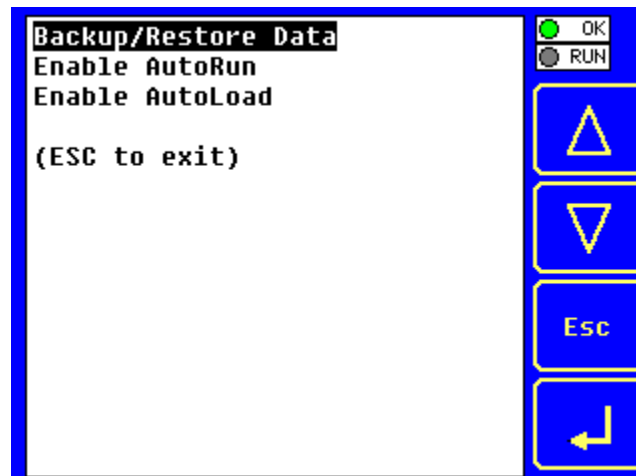 Backup/Restore Data
Enable AutoRun
Enable AutoLoad
(ESC to exit)
OK
RUN
Esc